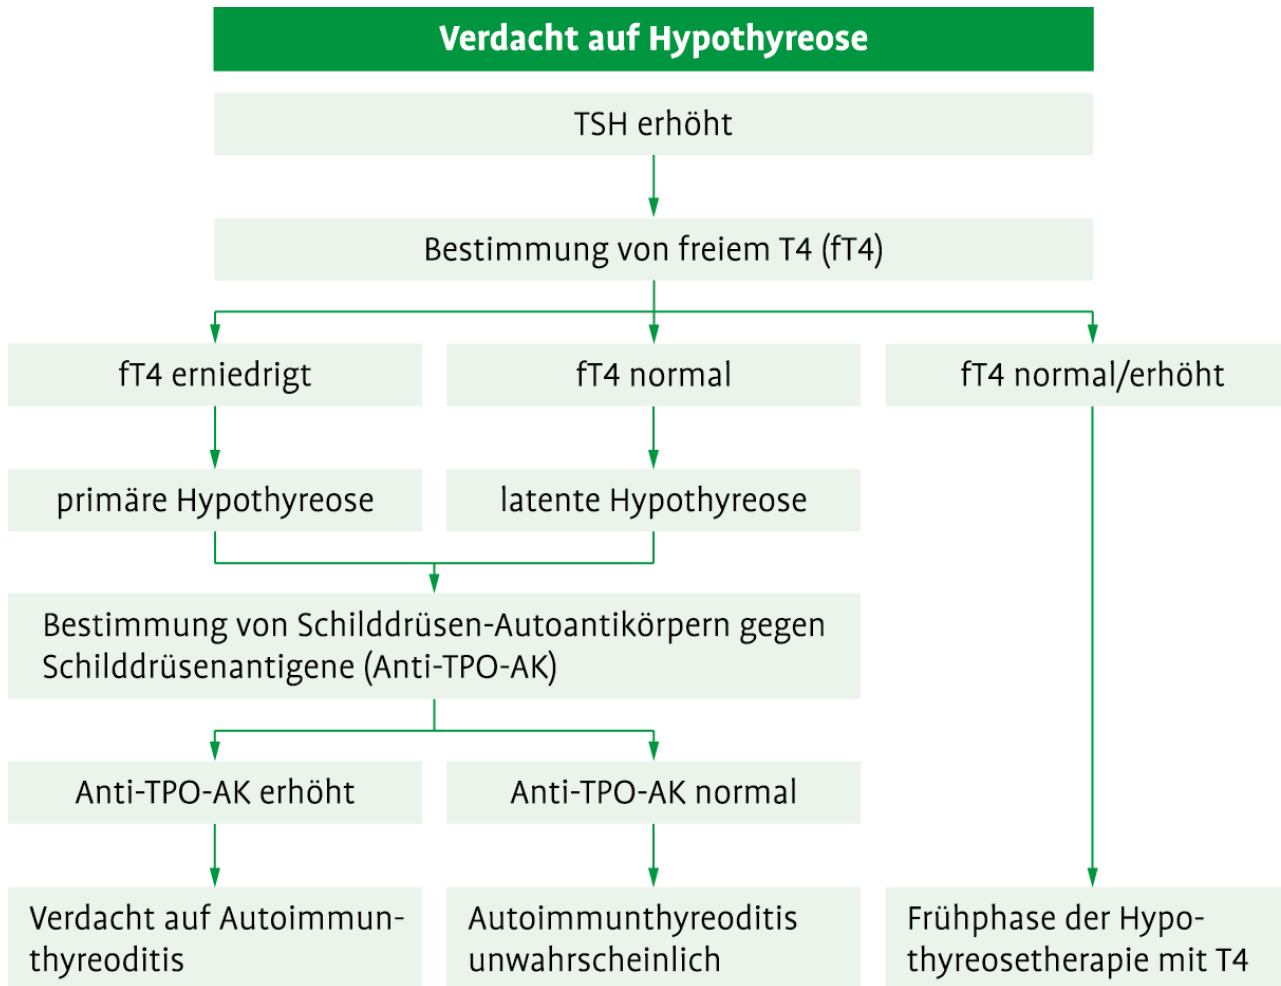 Verdacht auf Hypothyreose
TSH erhöht
Bestimmung von freiem T4 (fT4)
fT4 erniedrigt
fT4 normal
fT4 normal/erhöht
primäre Hypothyreose
latente Hypothyreose
Bestimmung von Schilddrüsen-Autoantikörpern gegen
Schilddrüsenantigene (Anti-TPO-AK)
Anti-TPO-AK erhöht
Anti-TPO-AK normal
Verdacht auf Autoimmun-
thyreoditis
Autoimmunthyreoditis
unwahrscheinlich
Frühphase der Hypo-
thyreosetherapie mit T4